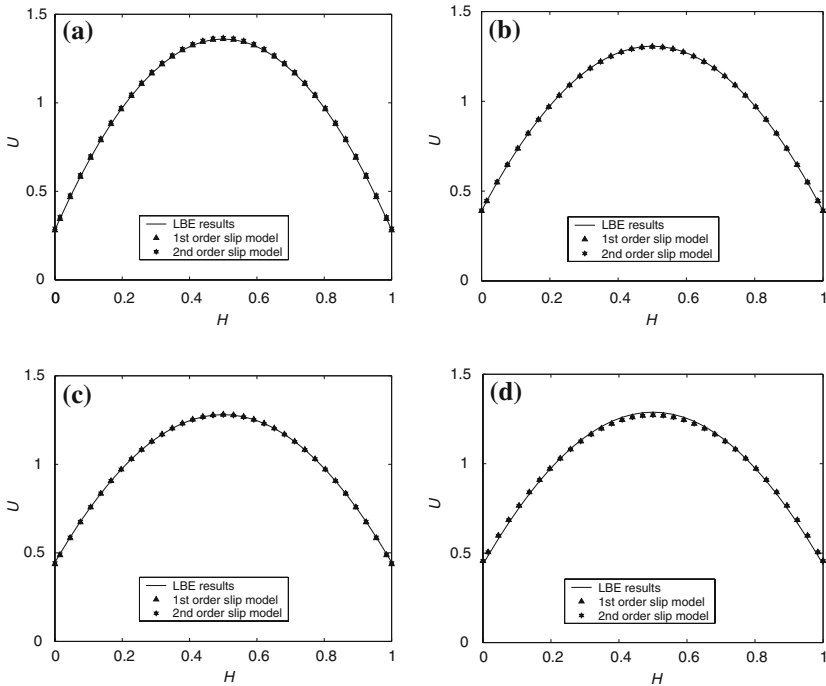 (a)
1.5
1
0.5
0
U
LBE results
1st order slip model
2nd order slip model
0 0.2 0.4 0.6 0.8 1
H
(b)
1.5
1
0.5
0
U
LBE results
1st order slip model
2nd order slip model
0 0.2 0.4 0.6 0.8 1
H
(c)
1.5
1
0.5
0
U
LBE results
1st order slip model
2nd order slip model
0 0.2 0.4 0.6 0.8 1
H
(d)
1.5
1
0.5
0
U
LBE results
1st order slip model
2nd order slip model
0 0.2 0.4 0.6 0.8 1
H